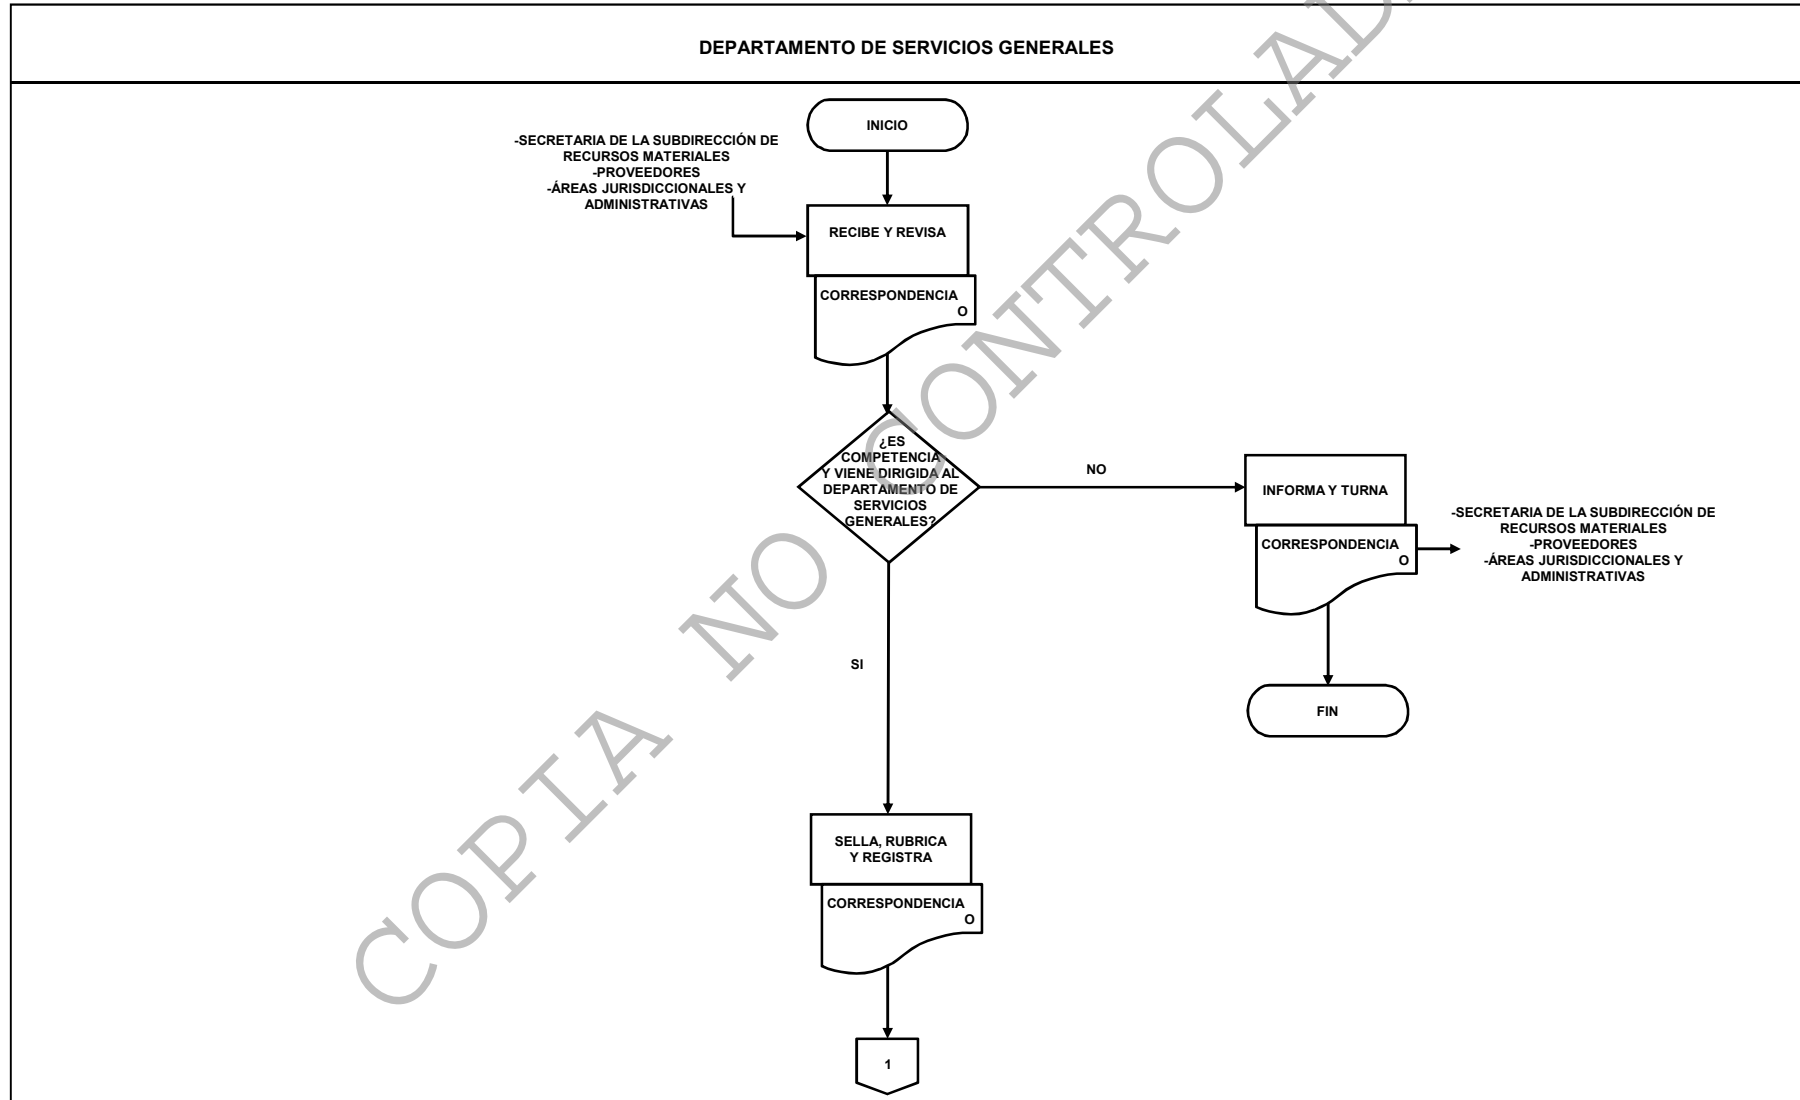 DEPARTAMENTO DE SERVICIOS GENERALES
INICIO
-SECRETARIA DE LA SUBDIRECCIÓN DE
RECURSOS MATERIALES
-PROVEEDORES
-ÁREAS JURISDICCIONALES Y
ADMINISTRATIVAS
RECIBE Y REVISA
CORRESPONDENCIA
O
¿ES
COMPETENCIA
Y VIENE DIRIGIDA AL
DEPARTAMENTO DE
SERVICIOS
GENERALES?
NO
INFORMA Y TURNA
CORRESPONDENCIA
O
-SECRETARIA DE LA SUBDIRECCIÓN DE
RECURSOS MATERIALES
-PROVEEDORES
-ÁREAS JURISDICCIONALES Y
ADMINISTRATIVAS
SI
FIN
SELLA, RUBRICA
Y REGISTRA
CORRESPONDENCIA
O
1
COPIA NO CONTROLAD